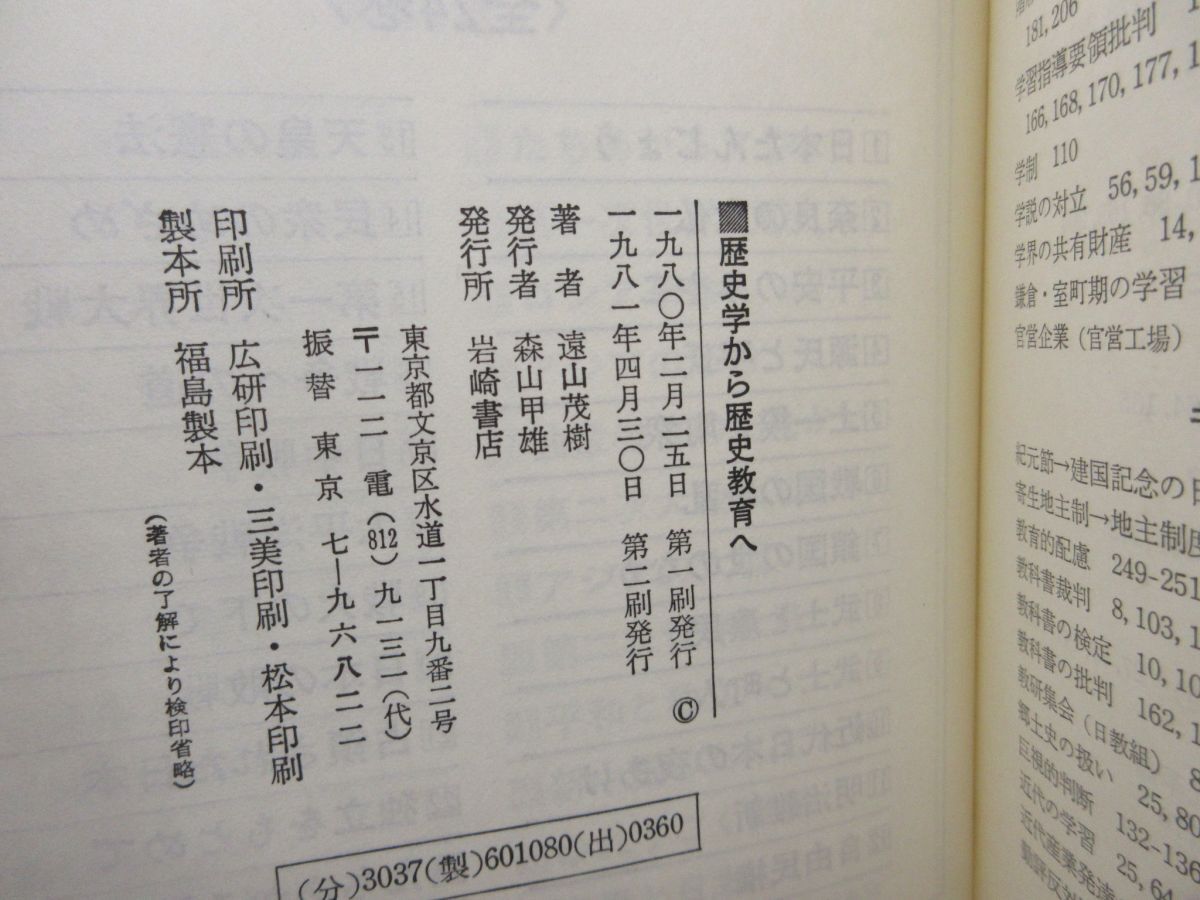 ■歴史学から歴史教育へ
一九八〇年二月二五日　第一刷発行　©
一九八一年四月三〇日　第二刷発行
著者　遠山茂樹
発行者　森山甲雄
発行所　岩崎書店
東京都文京区水道一丁目九番二号
〒一一二　電(812)九一三一(代)
振替　東京　七―九六八二二
印刷所　広研印刷・三美印刷・松本印刷
製本所　福島製本
(著者の了解により検印省略)
(分)3037(製)601080(出)0360
181, 206
学習指導要領批判
166, 168, 170, 177,
学制　110
学説の対立　56, 59,
学界の共有財産　14,
鎌倉・室町期の学習
官営企業(官営工場)
紀元節→建国記念の日
寄生地主制→地主制度
教育的配慮　249-251
教科書裁判　8, 103,
教科書の検定　10,
教科書の批判　162,
教研集会(日教組)
郷土史の扱い　25, 80
巨視的判断　132-136
近代の学習　25, 64
近代産業発達